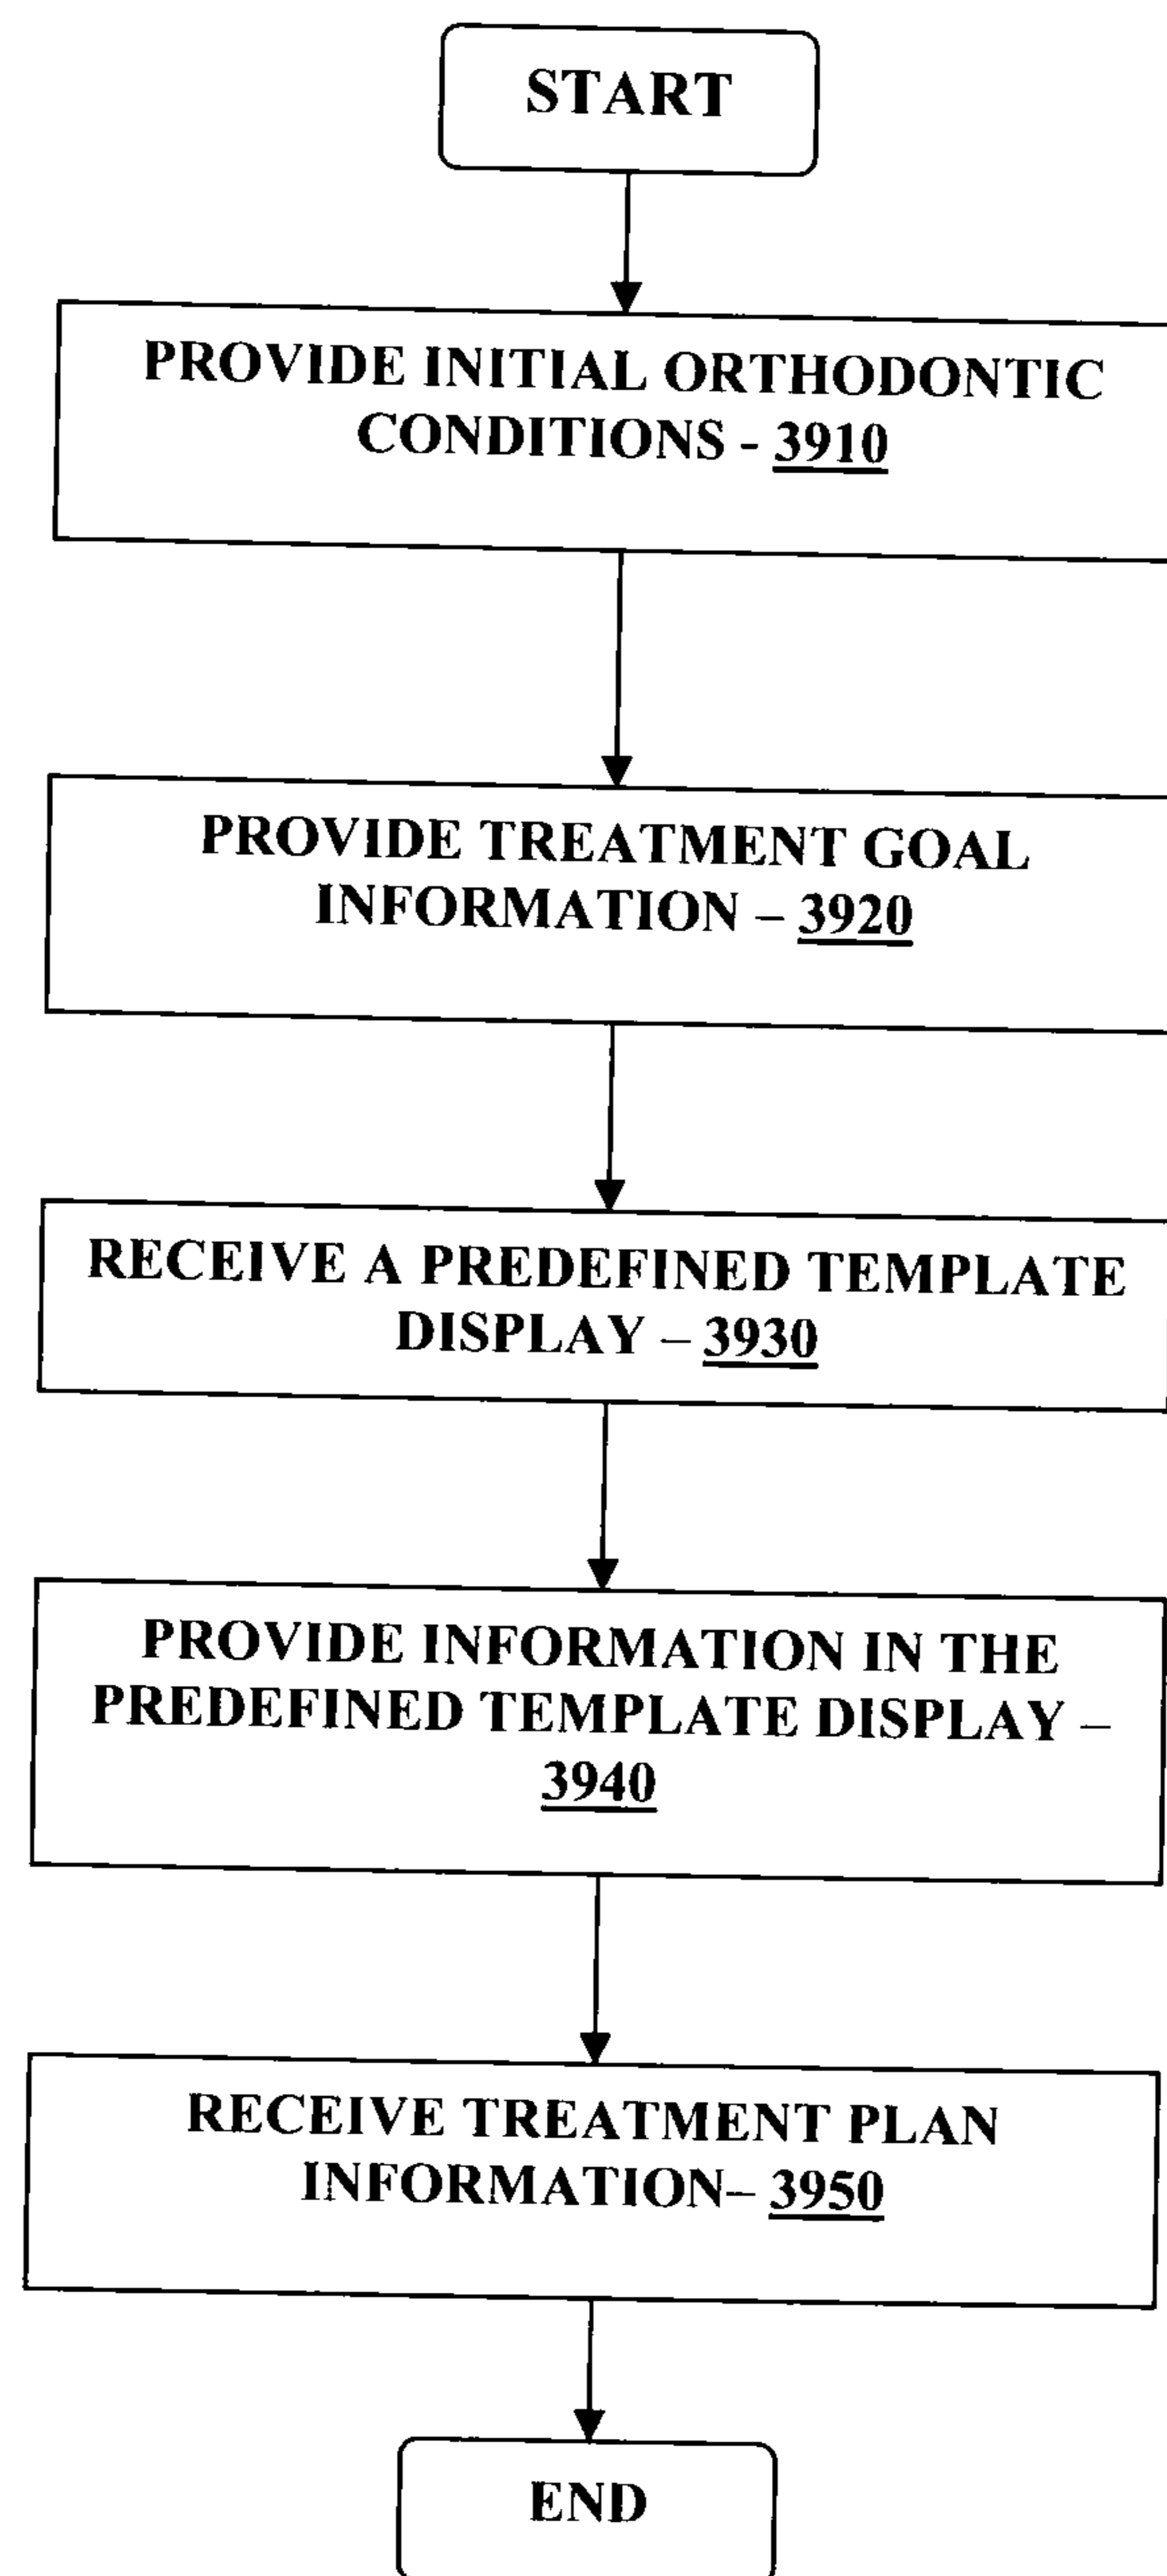 START
PROVIDE INITIAL ORTHODONTIC
CONDITIONS - 3910
PROVIDE TREATMENT GOAL
INFORMATION – 3920
RECEIVE A PREDEFINED TEMPLATE
DISPLAY – 3930
PROVIDE INFORMATION IN THE
PREDEFINED TEMPLATE DISPLAY –
3940
RECEIVE TREATMENT PLAN
INFORMATION– 3950
END